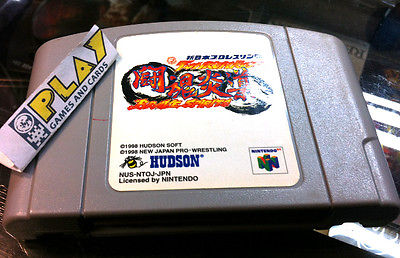 PLAY
GAMES AND CARDS
新日本プロレスリング
闘魂炎導
©1998 HUDSON SOFT
©1998 NEW JAPAN PRO-WRESTLING
HUDSON
NUS-NTOJ-JPN
Licensed by NINTENDO
NINTENDO